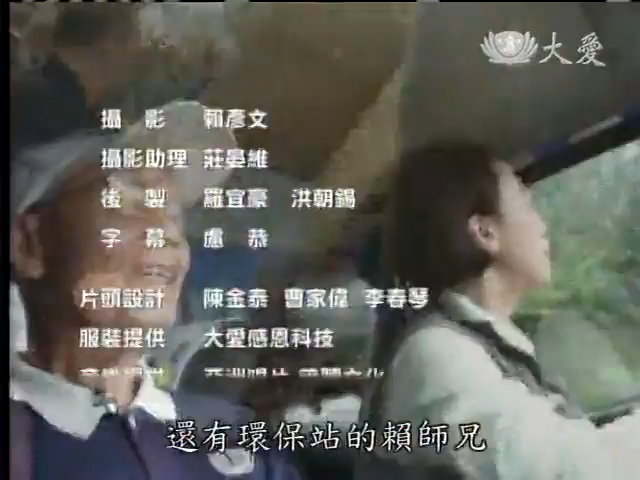 大愛
攝影 賴彥文
攝影助理 莊晏維
後製 羅宜豪 洪朝錫
字幕 盧恭
片頭設計 陳金泰 曹家偉 李春琴
服裝提供 大愛感恩科技
還有環保站的賴師兄